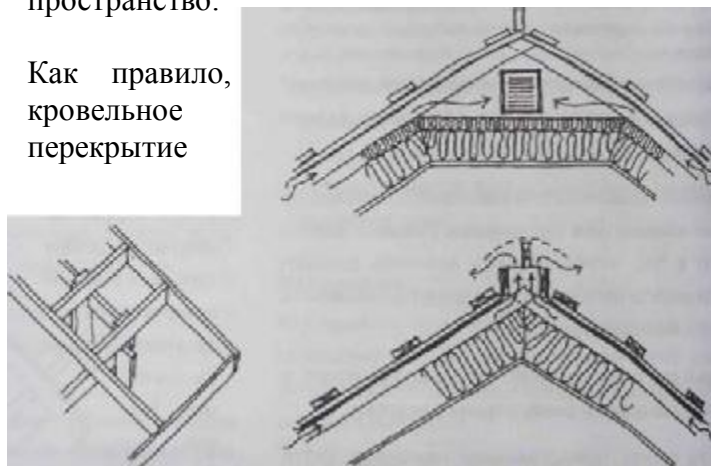 пространство.
Как правило,
кровельное
перекрытие